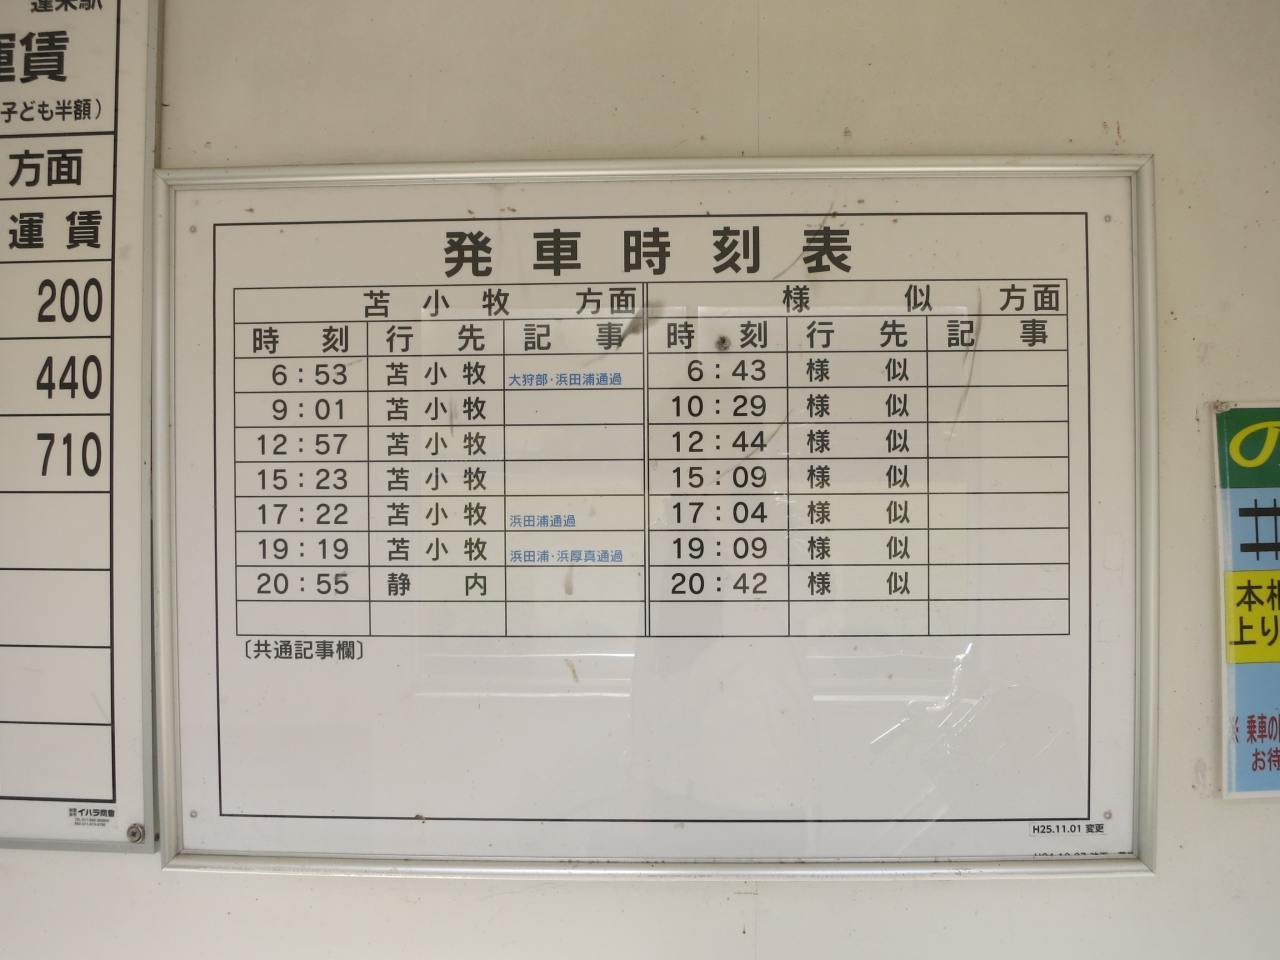 運賃
子ども半額）
方面
運賃
200
440
710
イハラ商會
発車時刻表
苫小牧 方面 様似 方面
時刻 行先 記事 時刻 行先 記事
6：53 苫小牧 大狩部・浜田浦通過 6：43 様似
9：01 苫小牧 10：29 様似
12：57 苫小牧 12：44 様似
15：23 苫小牧 15：09 様似
17：22 苫小牧 浜田浦通過 17：04 様似
19：19 苫小牧 浜田浦・浜厚真通過 19：09 様似
20：55 静内 20：42 様似
〔共通記事欄〕
H25.11.01 変更
の
本
上り
※ 乗車の
お待